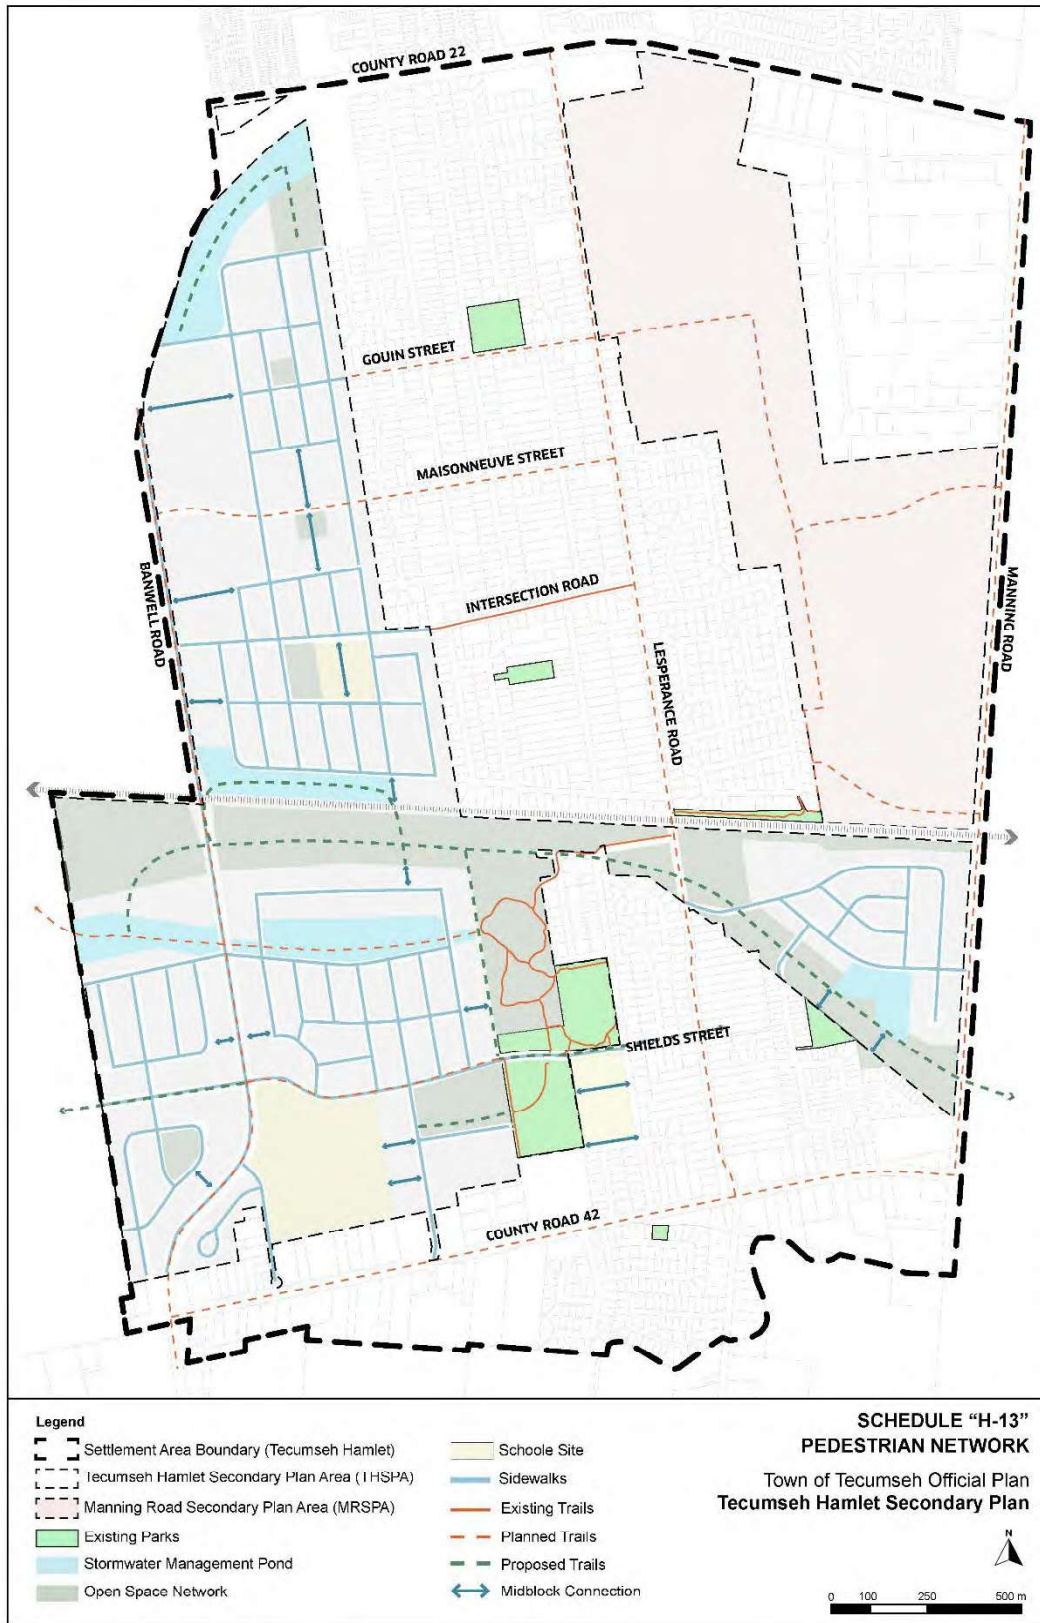 COUNTY ROAD 22
GOUIN STREET
MAISONNEUVE STREET
INTERSECTION ROAD
BANWELL ROAD
LESPERANCE ROAD
MANNING ROAD
SHIELDS STREET
COUNTY ROAD 42
Legend
Settlement Area Boundary (Tecumseh Hamlet)
Tecumseh Hamlet Secondary Plan Area (THSPA)
Manning Road Secondary Plan Area (MRSPA)
Existing Parks
Stormwater Management Pond
Open Space Network
Schoole Site
Sidewalks
Existing Trails
Planned Trails
Proposed Trails
Midblock Connection
SCHEDULE “H-13”
PEDESTRIAN NETWORK
Town of Tecumseh Official Plan
Tecumseh Hamlet Secondary Plan
N
0 100 250 500 m